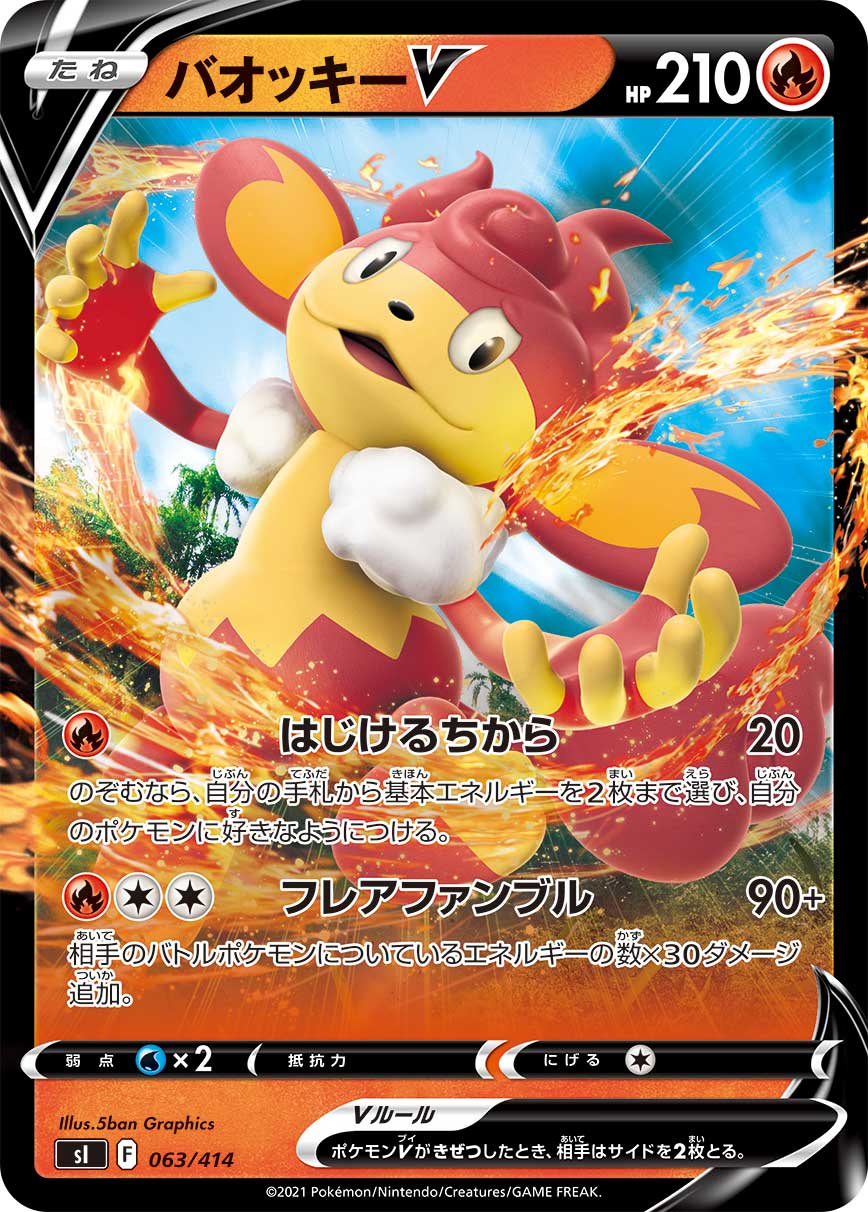 たね バオッキーV HP 210
はじけるちから 20
のぞむなら、自分の手札から基本エネルギーを2枚まで選び、自分
のポケモンに好きなようにつける。
フレアファンブル 90+
相手のバトルポケモンについているエネルギーの数×30ダメージ
追加。
弱点 ×2 抵抗力 にげる
Illus.5ban Graphics
Vルール
ポケモンVがきぜつしたとき、相手はサイドを2枚とる。
sI F 063/414
©2021 Pokémon/Nintendo/Creatures/GAME FREAK.